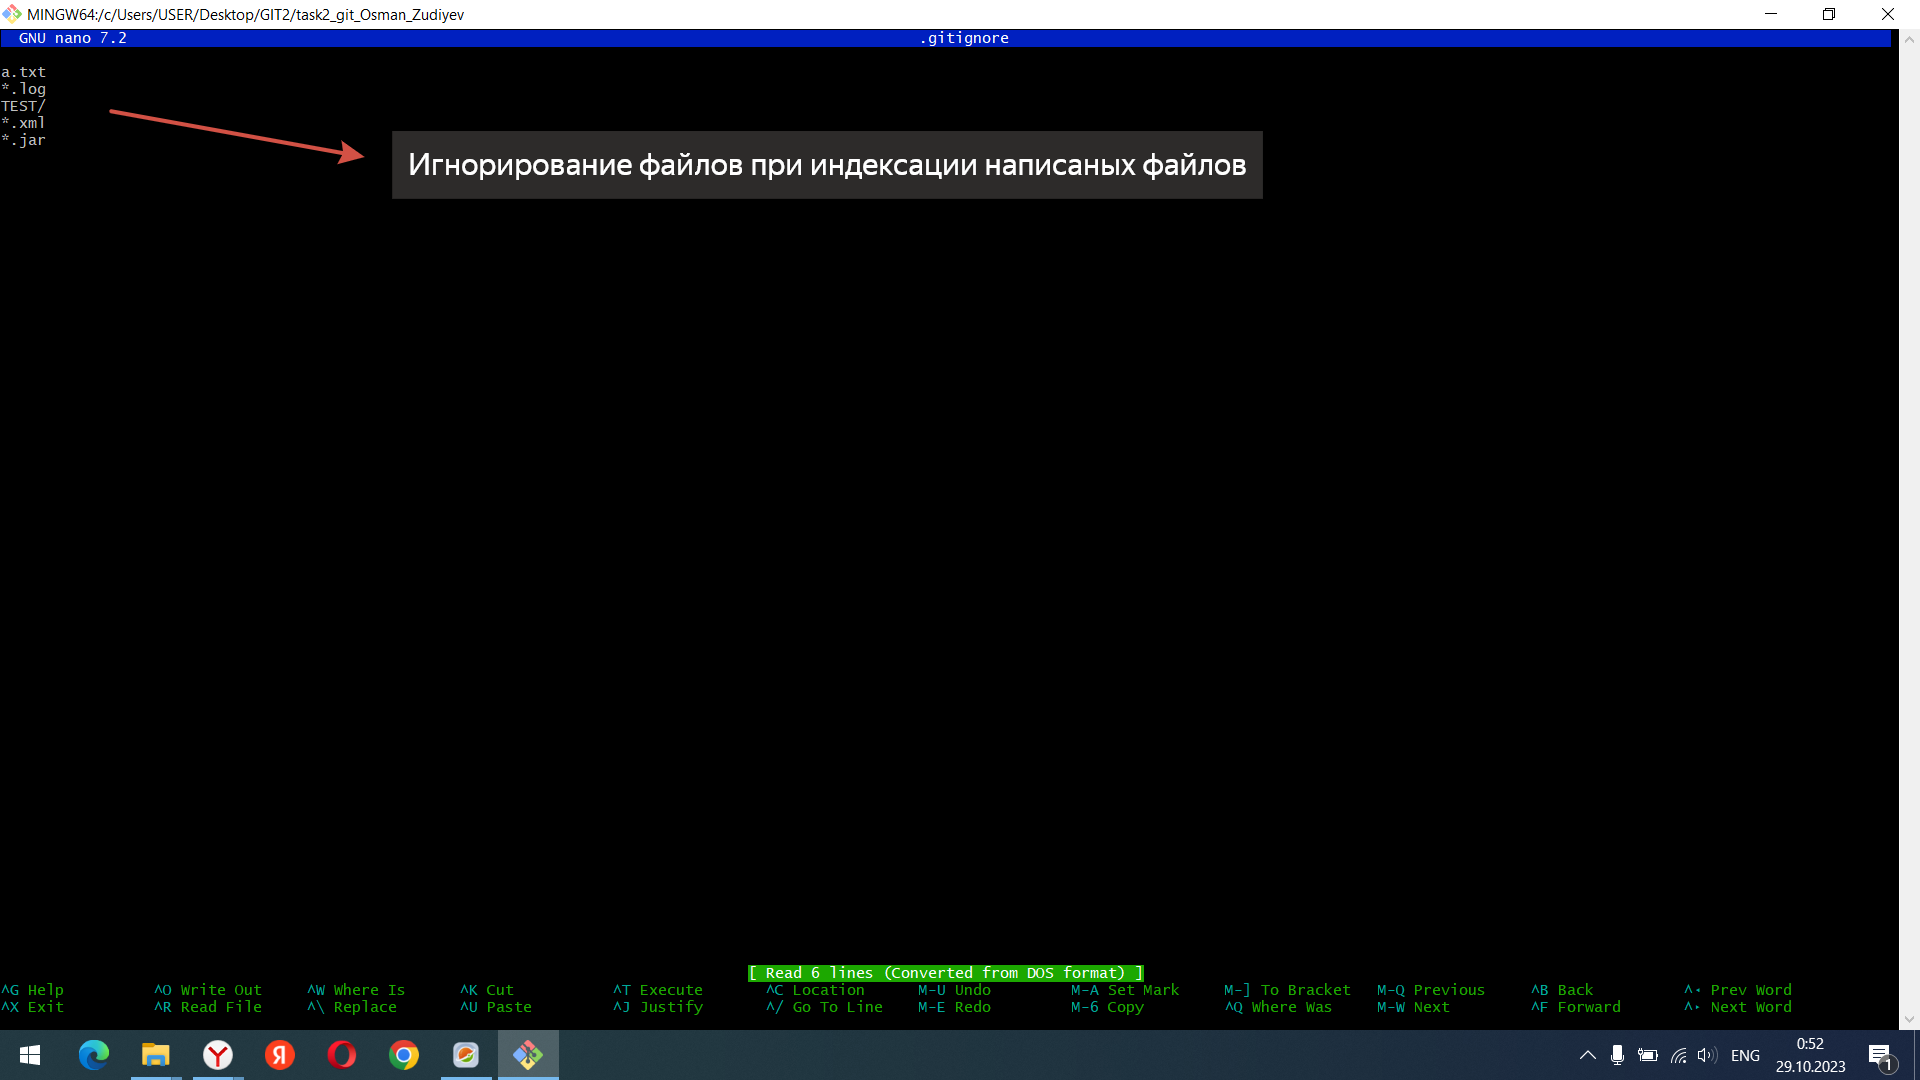 MINGW64:/c/Users/USER/Desktop/GIT2/task2_git_Osman_Zudiyev
GNU nano 7.2 .gitignore
a.txt
*.log
TEST/
*.xml
*.jar
Игнорирование файлов при индексации написаных файлов
[ Read 6 lines (Converted from DOS format) ]
^G Help ^O Write Out ^W Where Is ^K Cut ^T Execute ^C Location M-U Undo M-A Set Mark M-] To Bracket M-Q Previous ^B Back ^◂ Prev Word
^X Exit ^R Read File ^\ Replace ^U Paste ^J Justify ^/ Go To Line M-E Redo M-6 Copy ^Q Where Was M-W Next ^F Forward ^▸ Next Word
ENG
0:52
29.10.2023
1